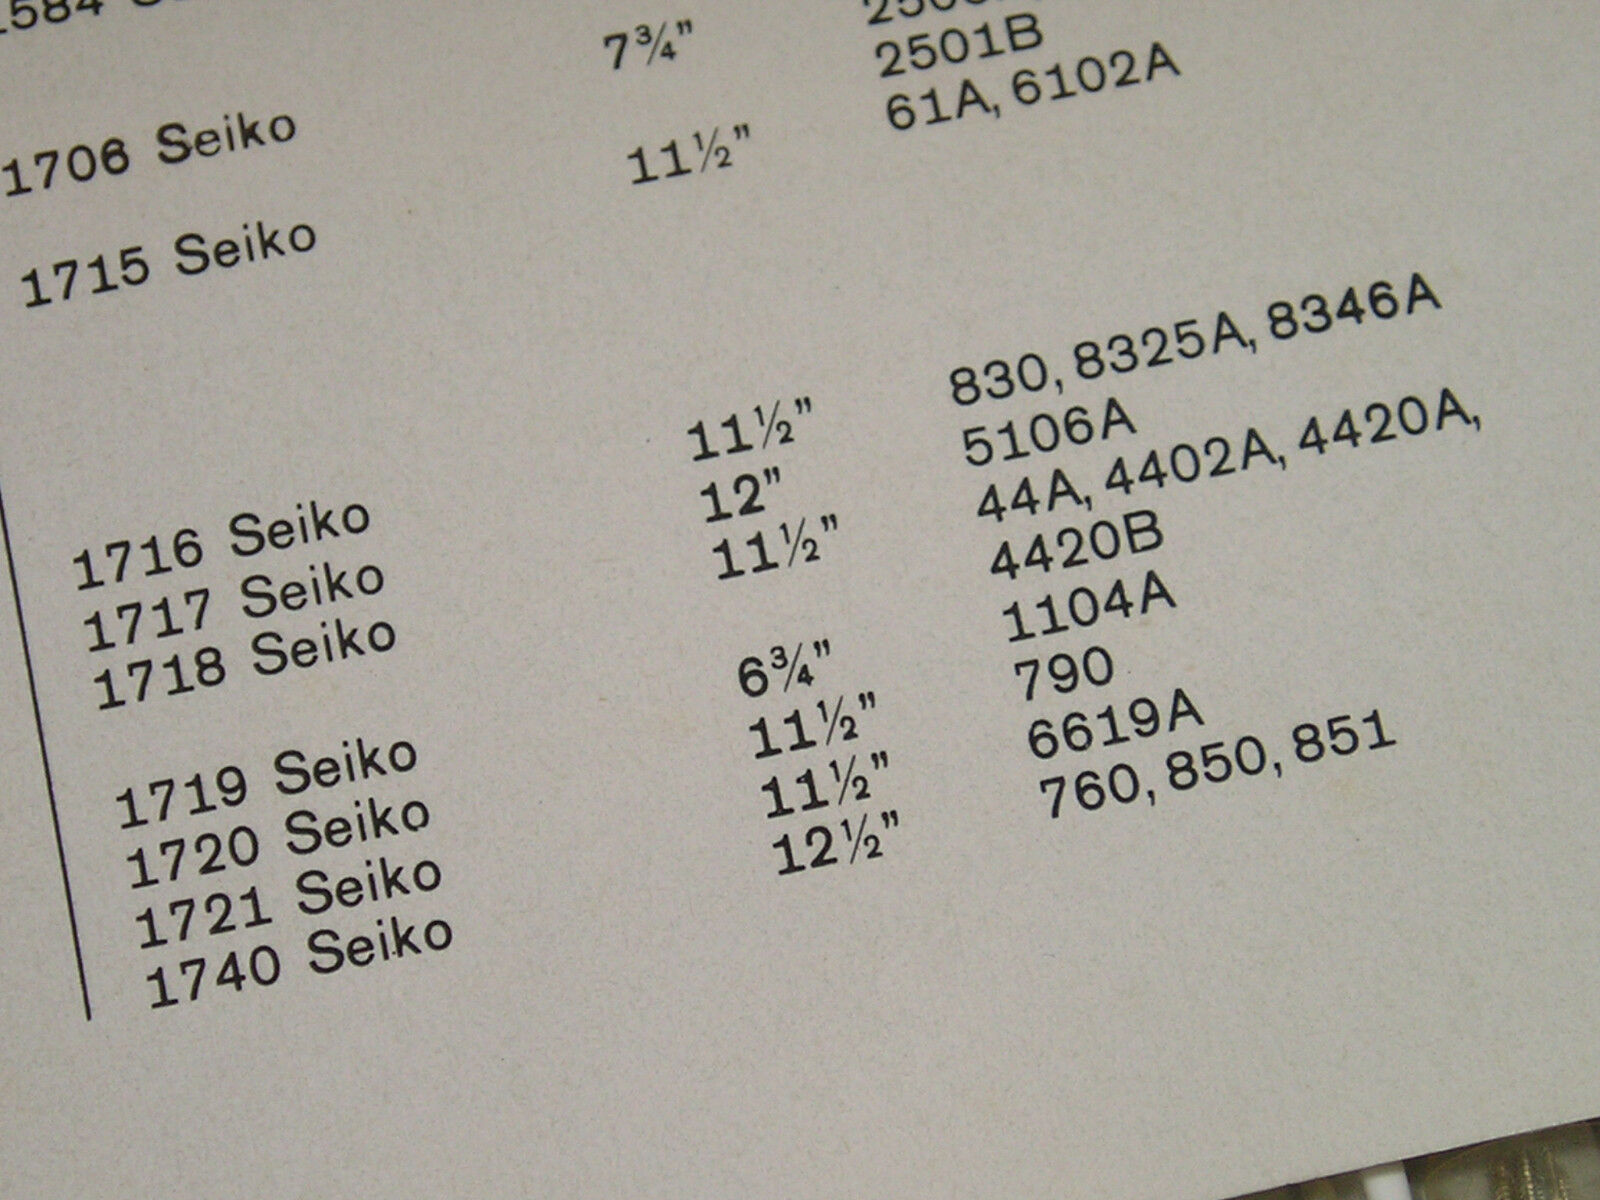 1706 Seiko 7¾"
2501B
1715 Seiko 11½" 61A, 6102A
1716 Seiko 11½" 830, 8325A, 8346A
1717 Seiko 12" 5106A
1718 Seiko 11½" 44A, 4402A, 4420A,
4420B
1719 Seiko 6¾" 1104A
1720 Seiko 11½" 790
1721 Seiko 11½" 6619A
1740 Seiko 12½" 760, 850, 851